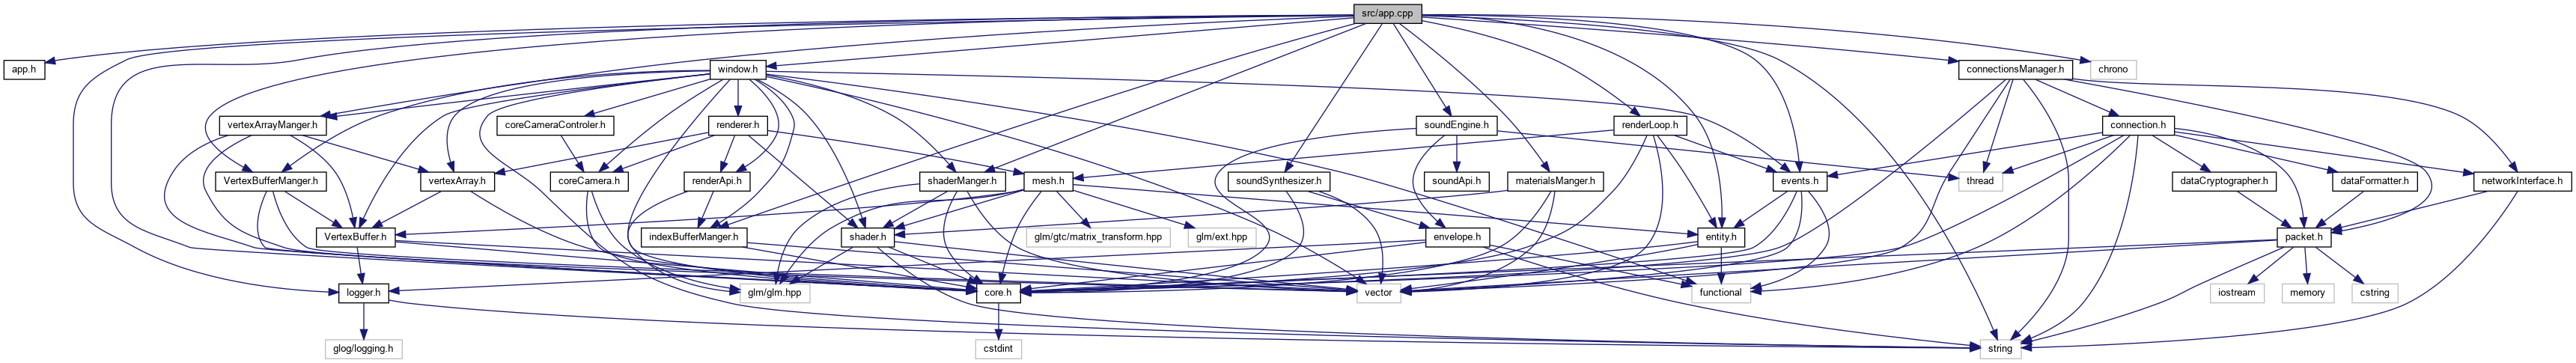 src/app.cpp
app.h
window.h
connectionsManager.h
chrono
vertexArrayManger.h
coreCameraControler.h
renderer.h
soundEngine.h
renderLoop.h
connection.h
VertexBufferManger.h
vertexArray.h
coreCamera.h
renderApi.h
shaderManger.h
mesh.h
soundSynthesizer.h
soundApi.h
materialsManger.h
events.h
thread
dataCryptographer.h
dataFormatter.h
networkInterface.h
VertexBuffer.h
indexBufferManger.h
shader.h
glm/gtc/matrix_transform.hpp
glm/ext.hpp
envelope.h
entity.h
packet.h
logger.h
glm/glm.hpp
core.h
vector
functional
iostream
memory
cstring
glog/logging.h
cstdint
string